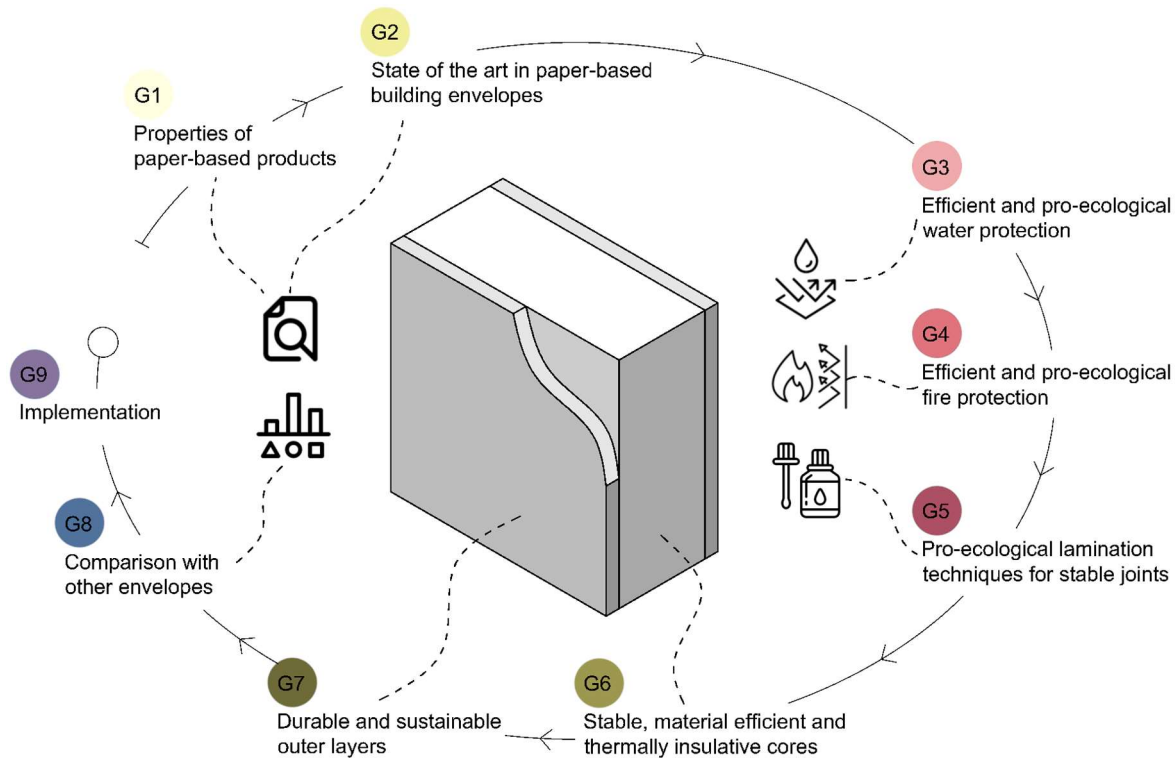 G1
Properties of
paper-based products
G2
State of the art in paper-based
building envelopes
G3
Efficient and pro-ecological
water protection
G4
Efficient and pro-ecological
fire protection
G5
Pro-ecological lamination
techniques for stable joints
G6
Stable, material efficient and
thermally insulative cores
G7
Durable and sustainable
outer layers
G8
Comparison with
other envelopes
G9
Implementation